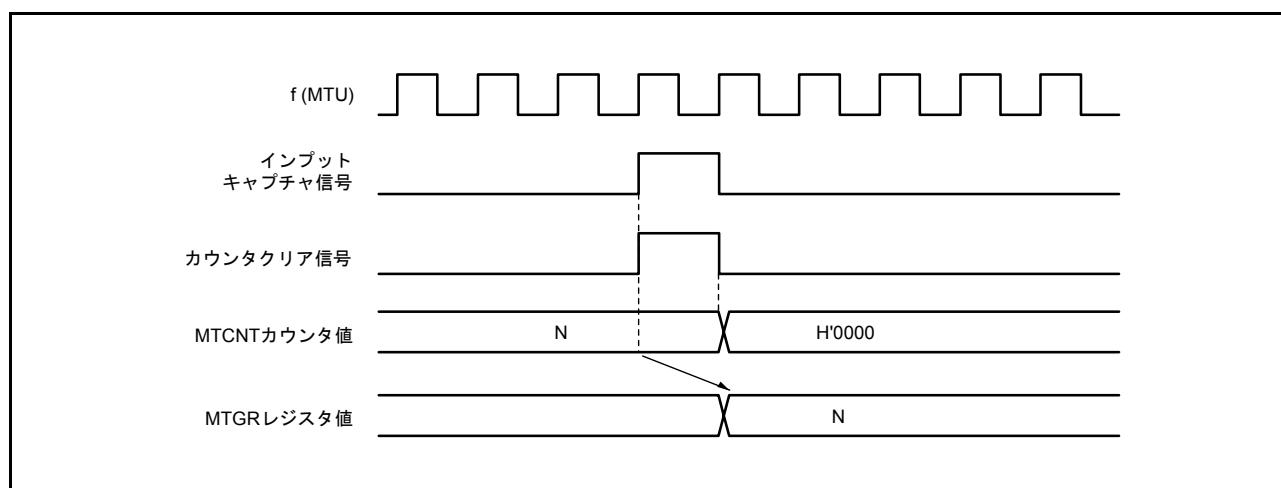 f (MTU)
インプット
キャプチャ信号
カウンタクリア信号
MTCNTカウンタ値
N
H'0000
MTGRレジスタ値
N